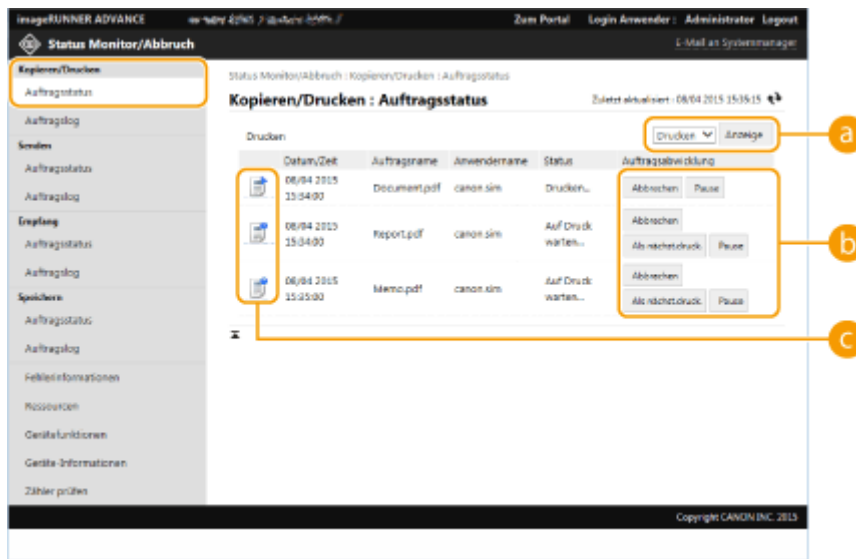 imageRUNNER ADVANCE
Zum Portal Login Anwender : Administrator Logout
Status Monitor/Abbruch
E-Mail an Systemmanager
Kopieren/Drucken
Auftragsstatus
Auftragslog
Senden
Auftragsstatus
Auftragslog
Empfang
Auftragsstatus
Auftragslog
Speichern
Auftragsstatus
Auftragslog
Fehlerinformationen
Ressourcen
Gerätefunktionen
Geräte-Informationen
Zähler prüfen
Status Monitor/Abbruch : Kopieren/Drucken : Auftragsstatus
Kopieren/Drucken : Auftragsstatus
Zuletzt aktualisiert : 08/04 2015 15:35:15
Drucken
Drucken Anzeige
Datum/Zeit Auftragsname Anwendername Status Auftragsabwicklung
08/04 2015
15:34:00
Document.pdf canon.sim Drucken... Abbrechen Pause
08/04 2015
15:34:00
Report.pdf canon.sim
Auf Druck
warten...
Abbrechen
Als nächst.druck. Pause
08/04 2015
15:35:00
Memo.pdf canon.sim
Auf Druck
warten...
Abbrechen
Als nächst.druck. Pause
a
b
c
Copyright CANON INC. 2015